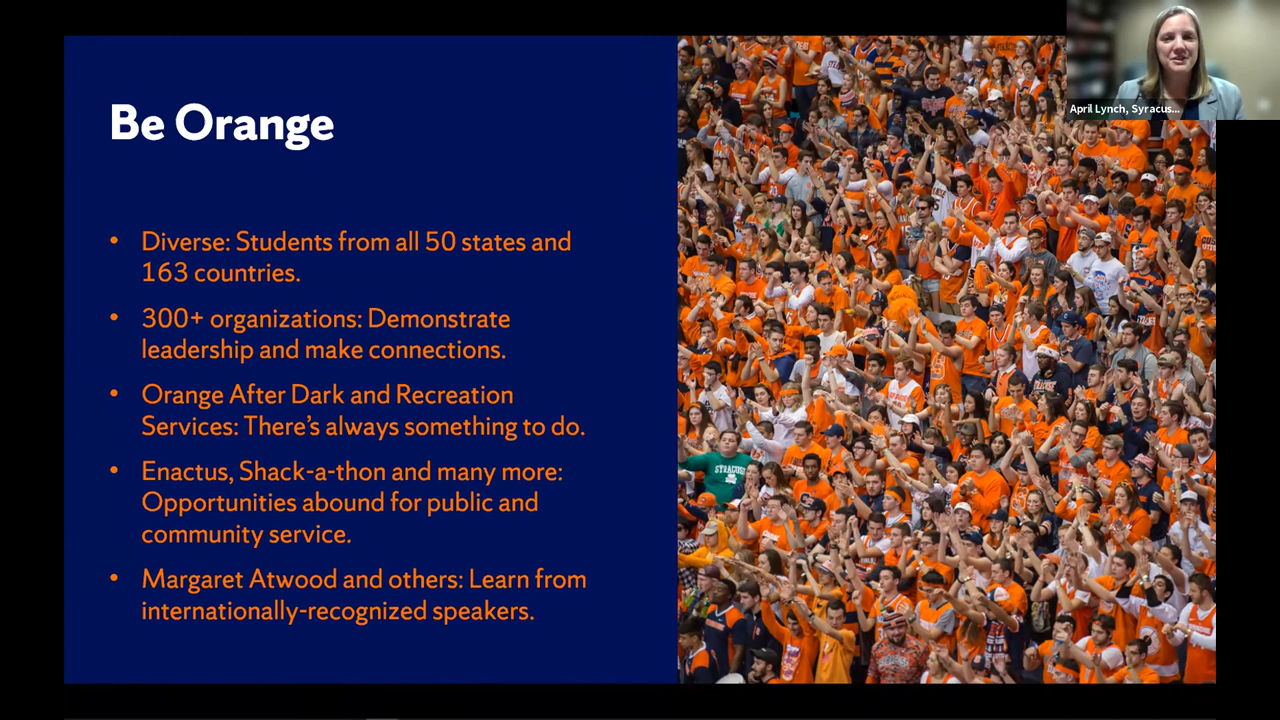 April Lynch, Syracus...
Be Orange
• Diverse: Students from all 50 states and
163 countries.
• 300+ organizations: Demonstrate
leadership and make connections.
• Orange After Dark and Recreation
Services: There's always something to do.
• Enactus, Shack-a-thon and many more:
Opportunities abound for public and
community service.
• Margaret Atwood and others: Learn from
internationally-recognized speakers.
SYRACUSE